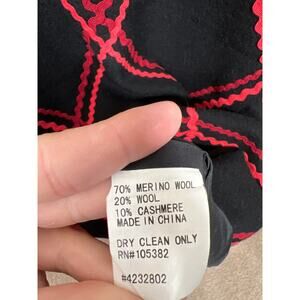 70% MERINO WOOL
20% WOOL
10% CASHMERE
MADE IN CHINA
DRY CLEAN ONLY
RN#105382
#4232802